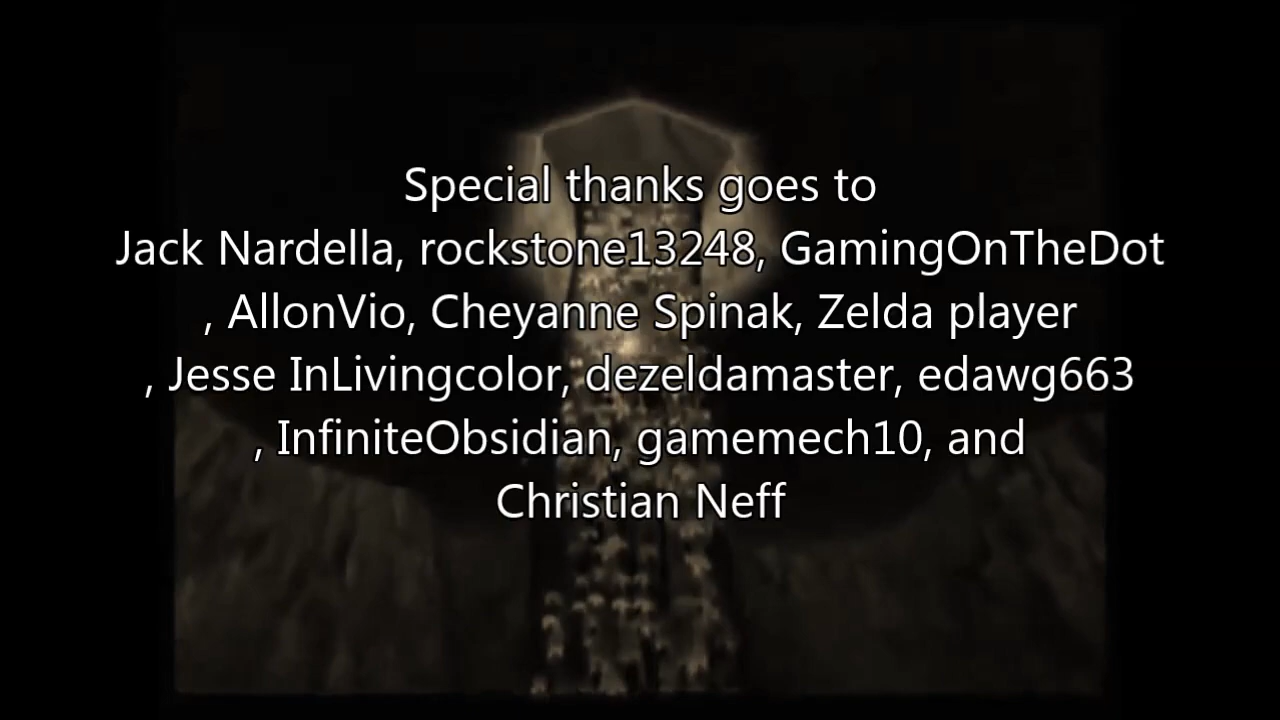 Special thanks goes to
Jack Nardella, rockstone13248, GamingOnTheDot
, AllonVio, Cheyanne Spinak, Zelda player
, Jesse InLivingcolor, dezeldamaster, edawg663
, InfiniteObsidian, gamemech10, and
Christian Neff